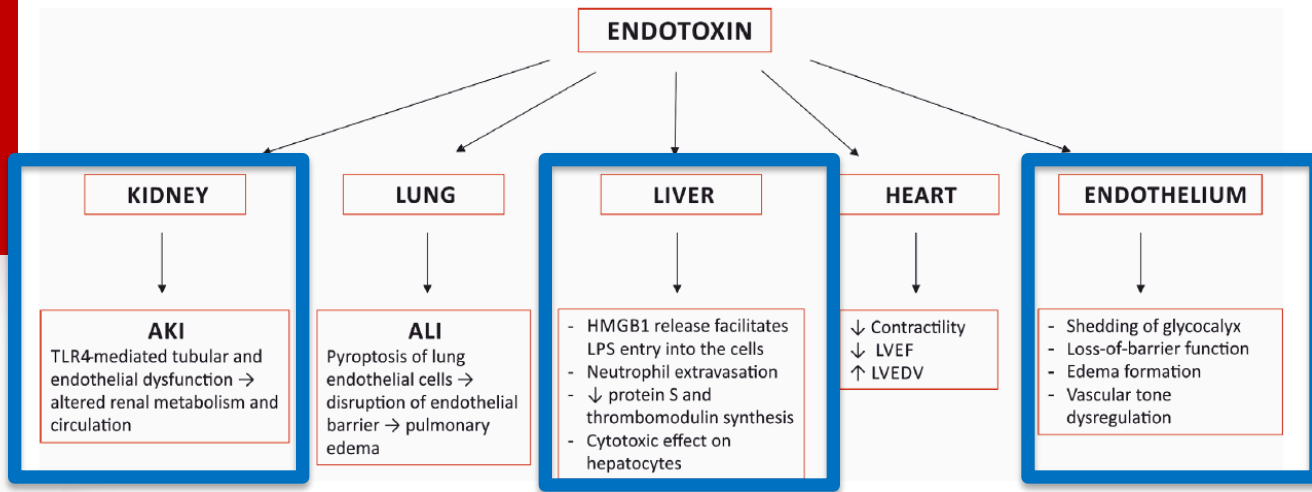 ENDOTOXIN
KIDNEY
AKI
TLR4-mediated tubular and
endothelial dysfunction →
altered renal metabolism and
circulation
LUNG
ALI
Pyroptosis of lung
endothelial cells →
disruption of endothelial
barrier → pulmonary
edema
LIVER
- HMGB1 release facilitates
LPS entry into the cells
- Neutrophil extravasation
- ↓ protein S and
thrombomodulin synthesis
- Cytotoxic effect on
hepatocytes
HEART
↓ Contractility
↓ LVEF
↑ LVEDV
ENDOTHELIUM
- Shedding of glycocalyx
- Loss-of-barrier function
- Edema formation
- Vascular tone
dysregulation